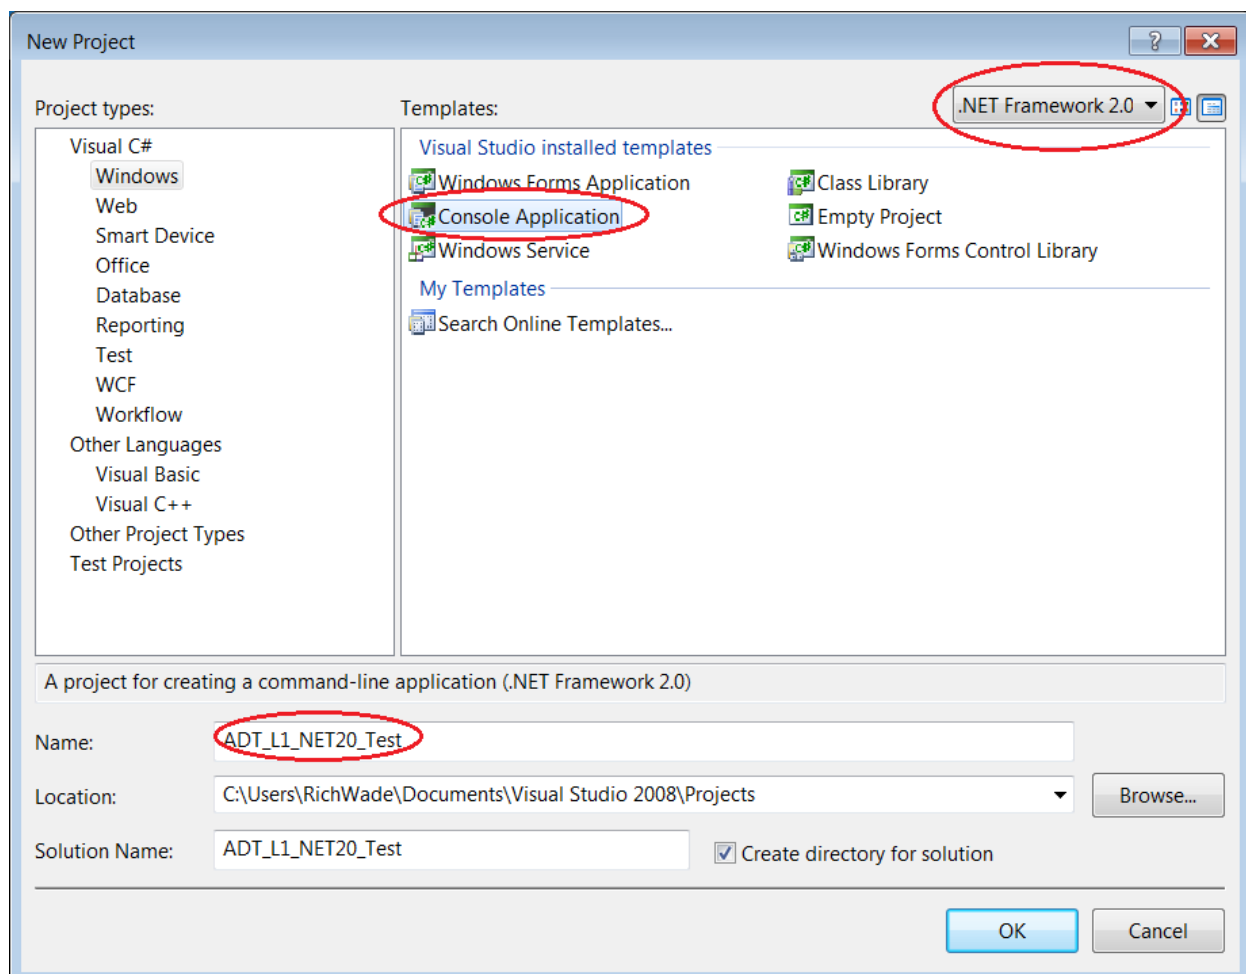 New Project
Project types:
Templates:
.NET Framework 2.0
Visual C#
Windows
Web
Smart Device
Office
Database
Reporting
Test
WCF
Workflow
Other Languages
Visual Basic
Visual C++
Other Project Types
Test Projects
Visual Studio installed templates
Windows Forms Application
Class Library
Console Application
Empty Project
Windows Service
Windows Forms Control Library
My Templates
Search Online Templates...
A project for creating a command-line application (.NET Framework 2.0)
Name:
ADT_L1_NET20_Test
Location:
C:\Users\RichWade\Documents\Visual Studio 2008\Projects
Browse...
Solution Name:
ADT_L1_NET20_Test
Create directory for solution
OK
Cancel